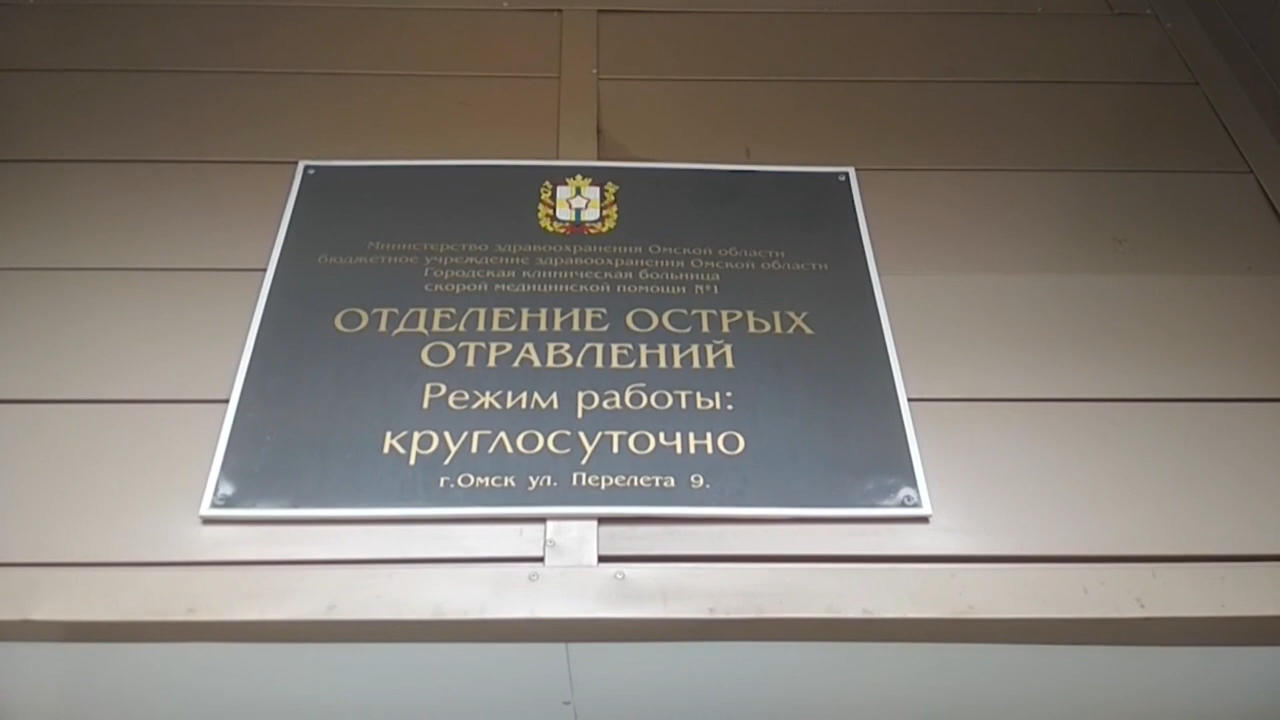 Министерство здравоохранения Омской области
бюджетное учреждение здравоохранения Омской области
Городская клиническая больница
скорой медицинской помощи №1
ОТДЕЛЕНИЕ ОСТРЫХ
ОТРАВЛЕНИЙ
Режим работы:
круглосуточно
г.Омск ул. Перелета 9.